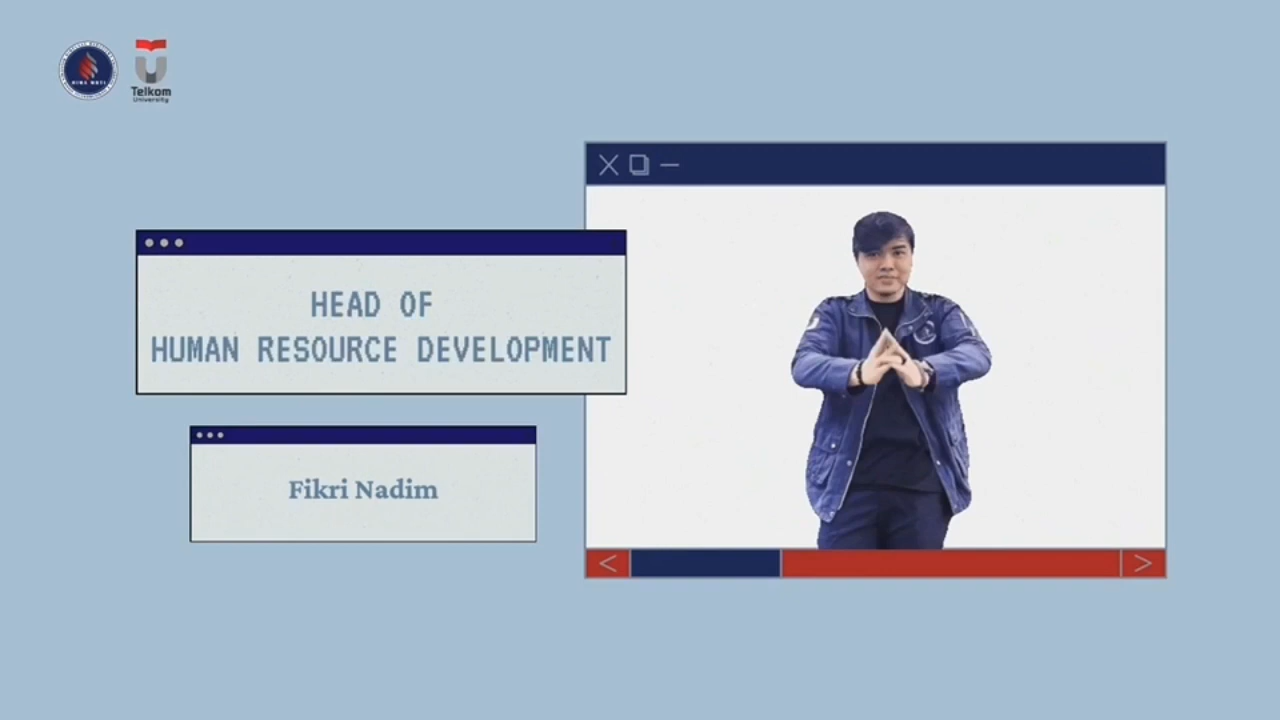 Telkom
University
HEAD OF
HUMAN RESOURCE DEVELOPMENT
Fikri Nadim